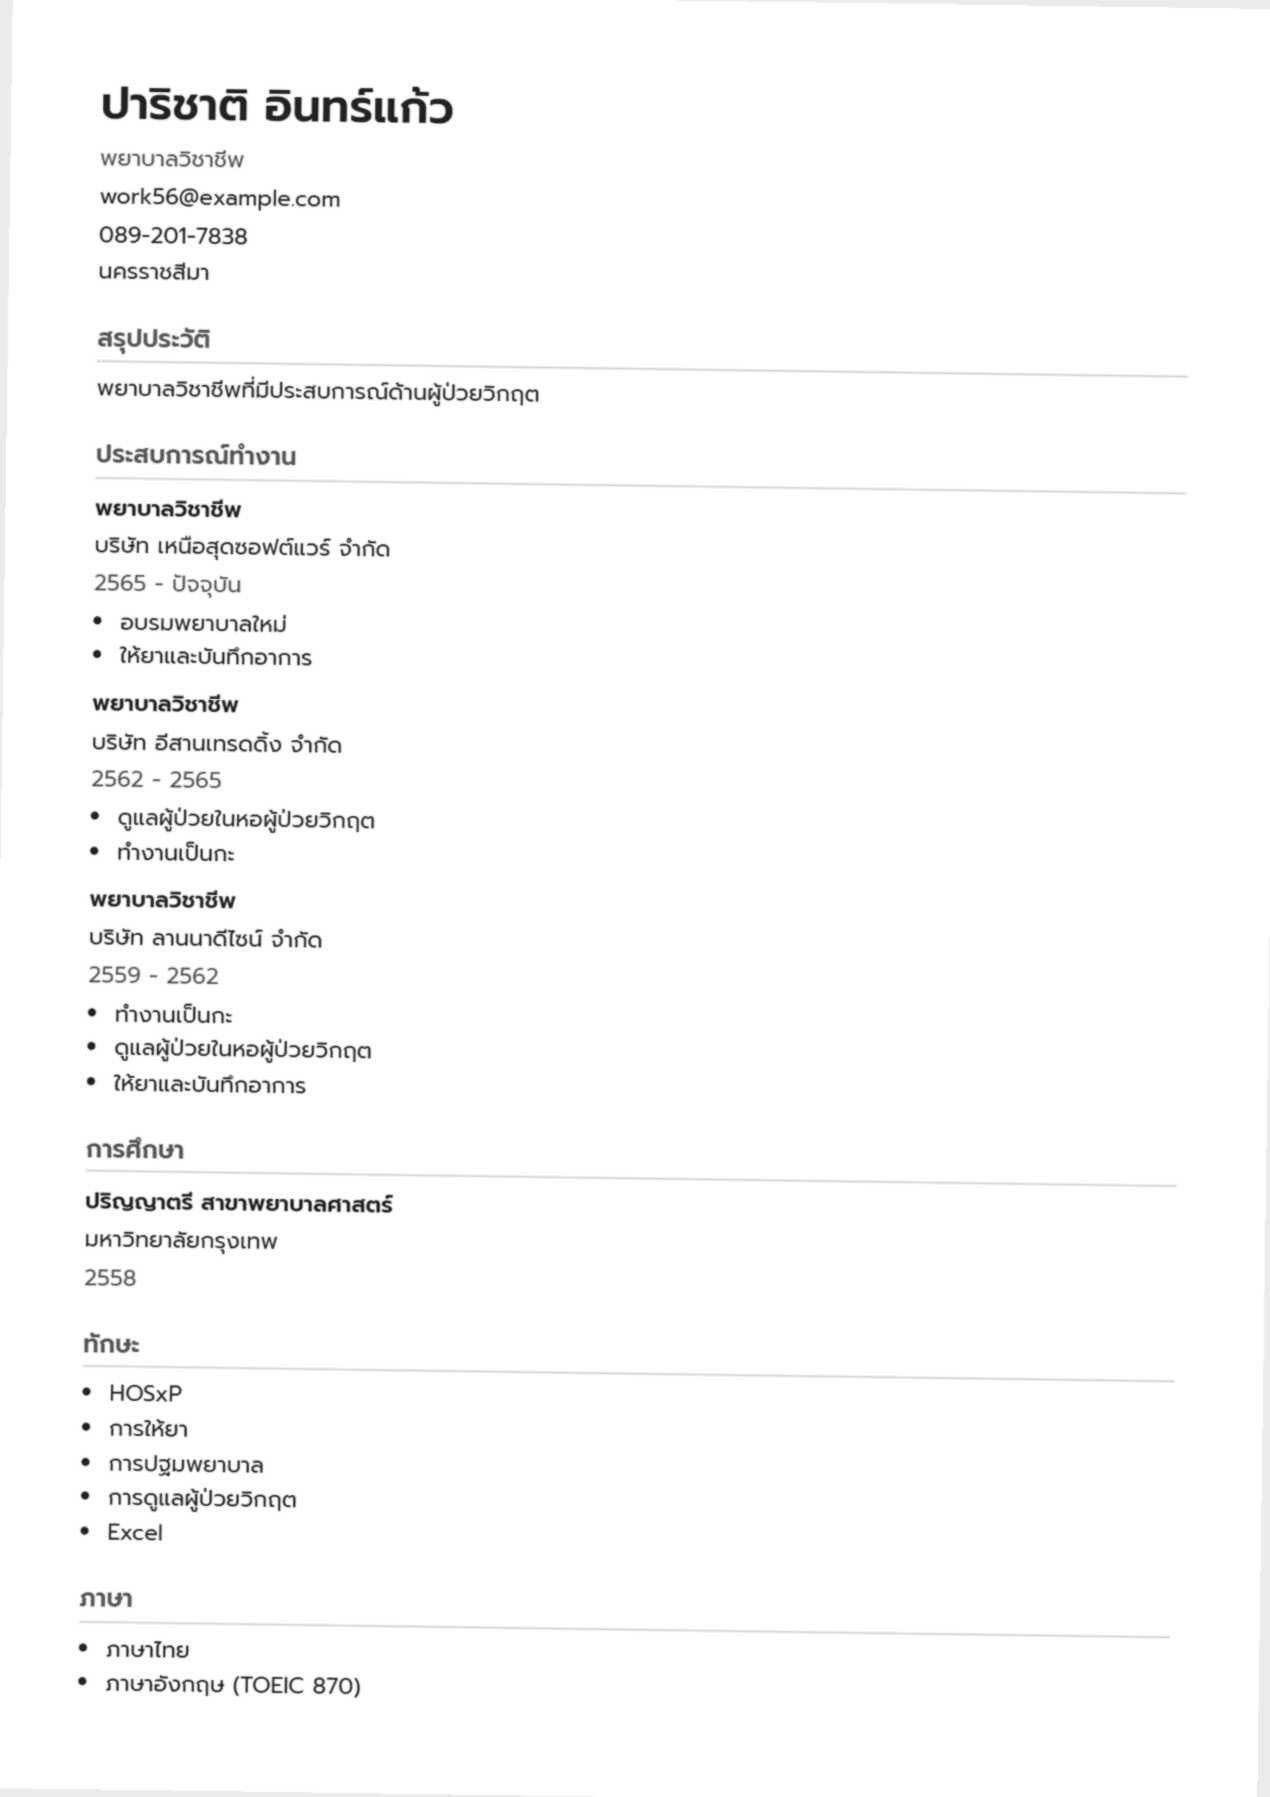 ปาริชาติ อินทร์แก้ว
พยาบาลวิชาชีพ
work56@example.com
089-201-7838
นครราชสีมา
สรุปประวัติ
พยาบาลวิชาชีพที่มีประสบการณ์ด้านผู้ป่วยวิกฤต
ประสบการณ์ทำงาน
พยาบาลวิชาชีพ
บริษัท เหนือสุดซอฟต์แวร์ จำกัด
2565 - ปัจจุบัน
• อบรมพยาบาลใหม่
• ให้ยาและบันทึกอาการ
พยาบาลวิชาชีพ
บริษัท อีสานเทรดดิ้ง จำกัด
2562 - 2565
• ดูแลผู้ป่วยในหอผู้ป่วยวิกฤต
• ทำงานเป็นกะ
พยาบาลวิชาชีพ
บริษัท ลานนาดีไซน์ จำกัด
2559 - 2562
• ทำงานเป็นกะ
• ดูแลผู้ป่วยในหอผู้ป่วยวิกฤต
• ให้ยาและบันทึกอาการ
การศึกษา
ปริญญาตรี สาขาพยาบาลศาสตร์
มหาวิทยาลัยกรุงเทพ
2558
ทักษะ
• HOSxP
• การให้ยา
• การปฐมพยาบาล
• การดูแลผู้ป่วยวิกฤต
• Excel
ภาษา
• ภาษาไทย
• ภาษาอังกฤษ (TOEIC 870)